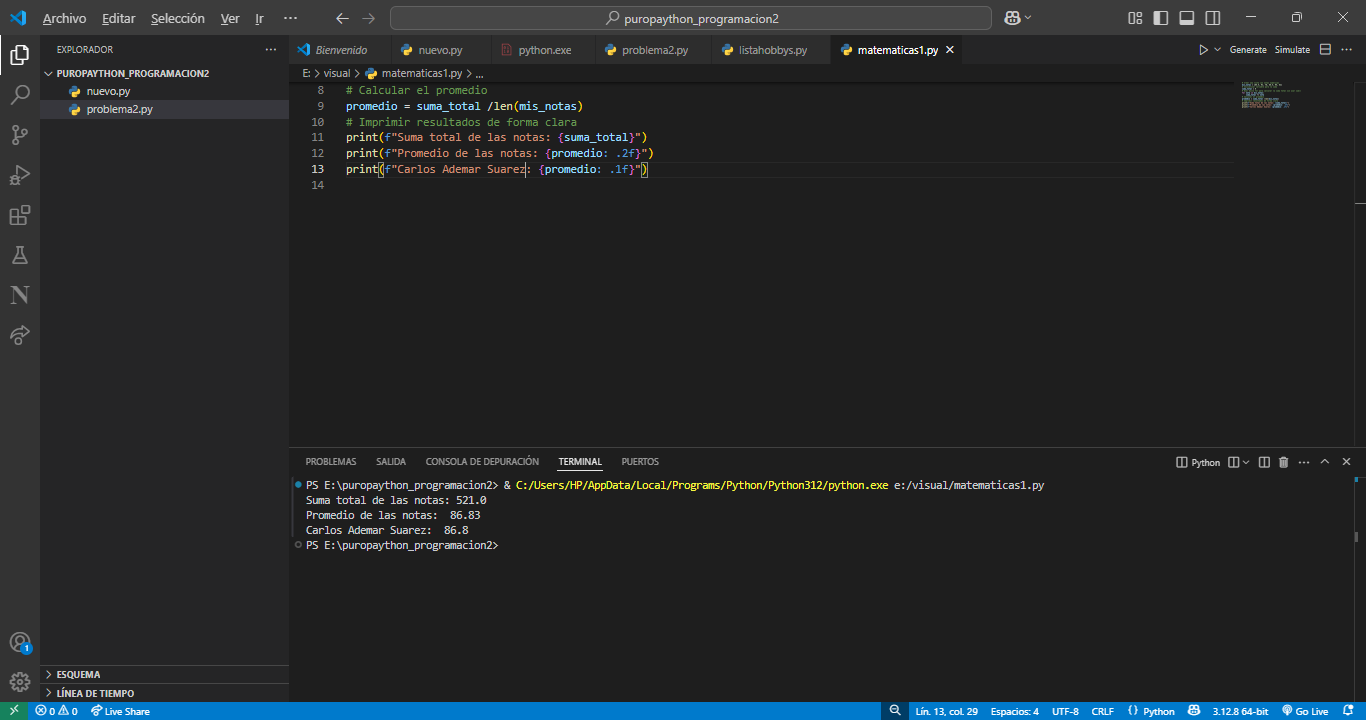 Archivo Editar Selección Ver Ir ··· puropaython_programacion2
EXPLORADOR ···
PUROPAYTHON_PROGRAMACION2
nuevo.py
problema2.py
Bienvenido nuevo.py python.exe problema2.py listahobbys.py matematicas1.py Generate Simulate ···
E: > visual > matematicas1.py > ...
8 # Calcular el promedio
9 promedio = suma_total /len(mis_notas)
10 # Imprimir resultados de forma clara
11 print(f"Suma total de las notas: {suma_total}")
12 print(f"Promedio de las notas: {promedio: .2f}")
13 print(f"Carlos Ademar Suarez: {promedio: .1f}")
14
PROBLEMAS SALIDA CONSOLA DE DEPURACIÓN TERMINAL PUERTOS Python ···
PS E:\puropaython_programacion2> & C:/Users/HP/AppData/Local/Programs/Python/Python312/python.exe e:/visual/matematicas1.py
Suma total de las notas: 521.0
Promedio de las notas:  86.83
Carlos Ademar Suarez:  86.8
PS E:\puropaython_programacion2>
1
ESQUEMA
LÍNEA DE TIEMPO
0 0 Live Share Lín. 13, col. 29 Espacios: 4 UTF-8 CRLF {} Python 3.12.8 64-bit Go Live